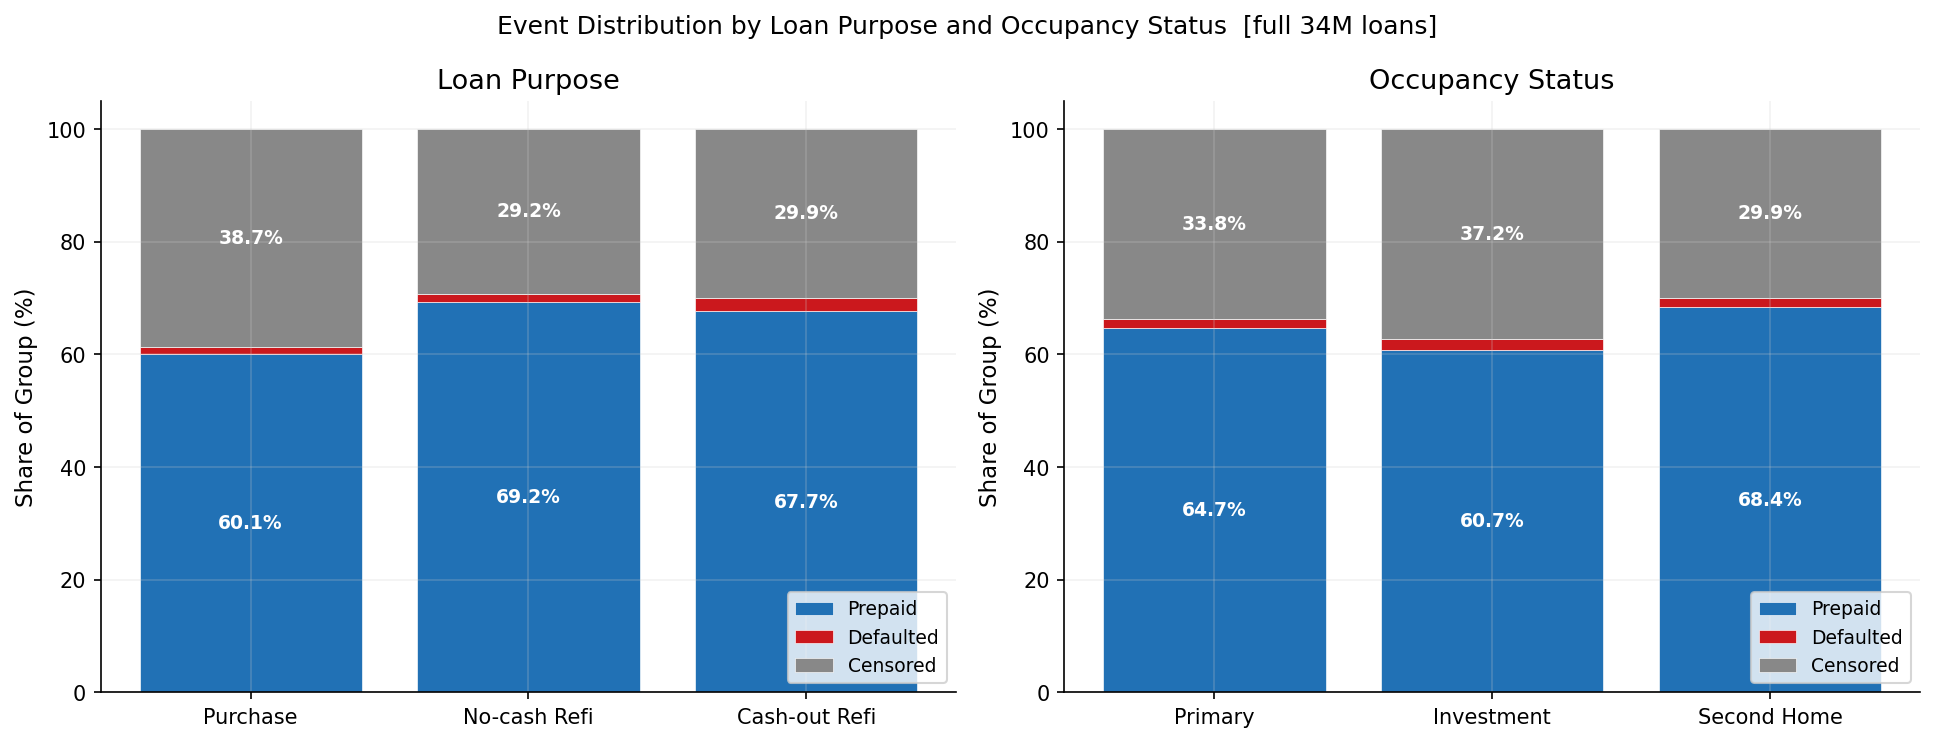 Event Distribution by Loan Purpose and Occupancy Status [full 34M loans]
Loan Purpose
Share of Group (%)
100
80
60
40
20
0
38.7%
29.2%
29.9%
60.1%
69.2%
67.7%
Prepaid
Defaulted
Censored
Purchase
No-cash Refi
Cash-out Refi
Occupancy Status
Share of Group (%)
100
80
60
40
20
0
33.8%
37.2%
29.9%
64.7%
60.7%
68.4%
Prepaid
Defaulted
Censored
Primary
Investment
Second Home